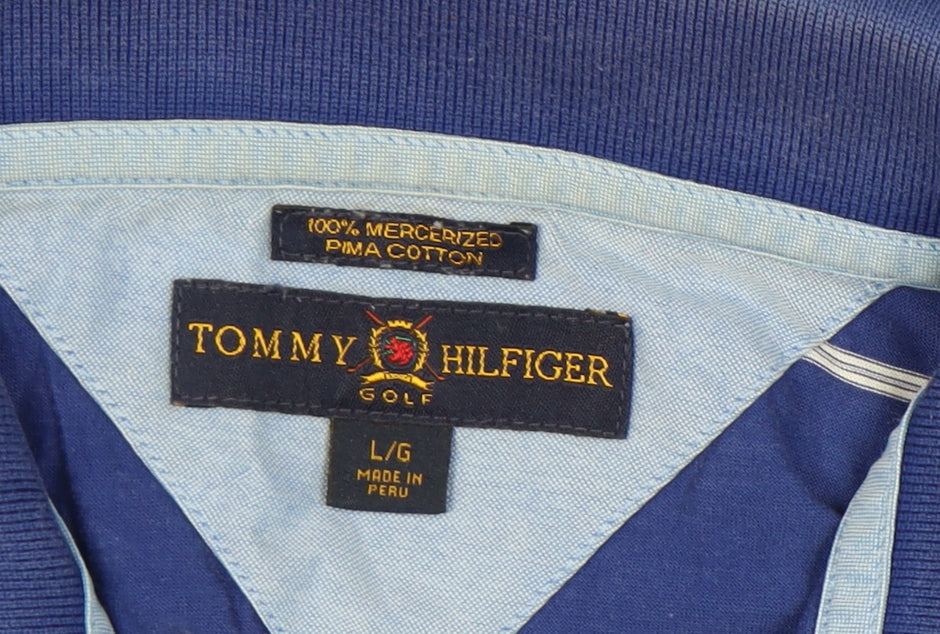 100% MERCERIZED
PIMA COTTON
TOMMY HILFIGER
GOLF
L/G
MADE IN
PERU